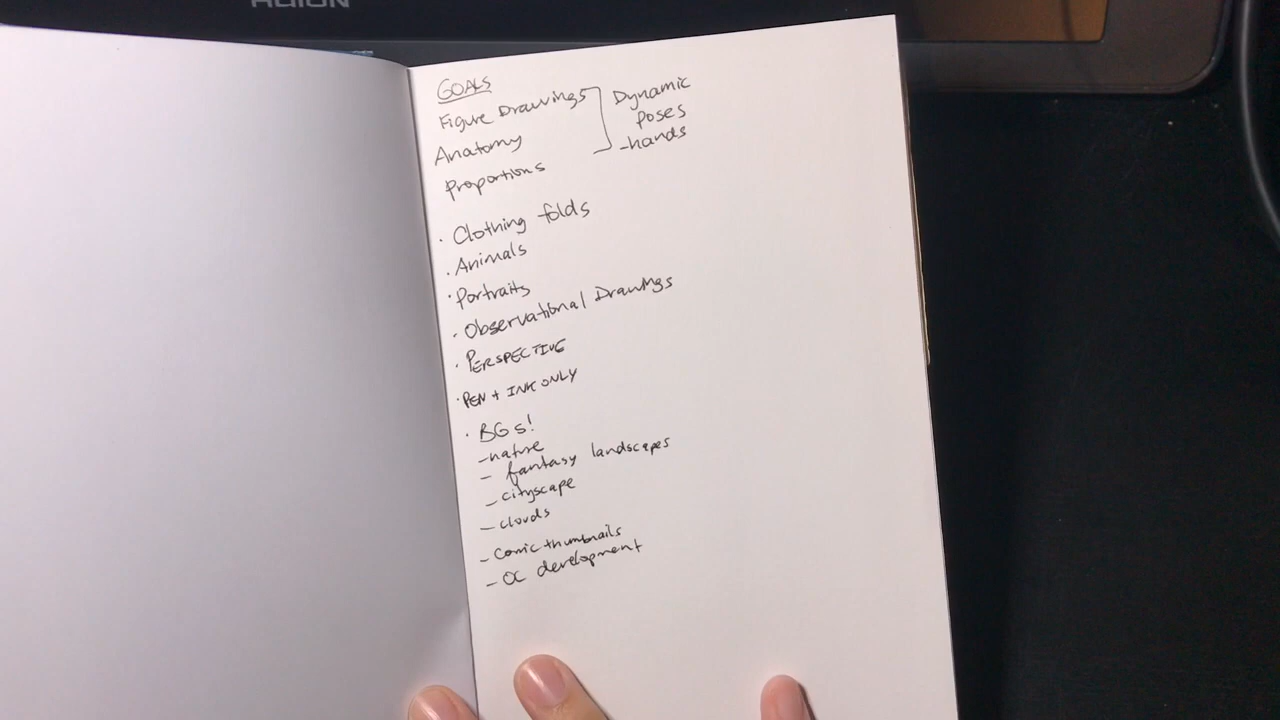 HUION
GOALS
Figure Drawings
Anatomy
Proportions
Dynamic
Poses
-hands
· Clothing folds
· Animals
· Portraits
· Observational Drawings
· PERSPECTIVE
· PEN + INK ONLY
· BGs!
- nature
- fantasy landscapes
- cityscape
- clouds
- Comic thumbnails
- OC development